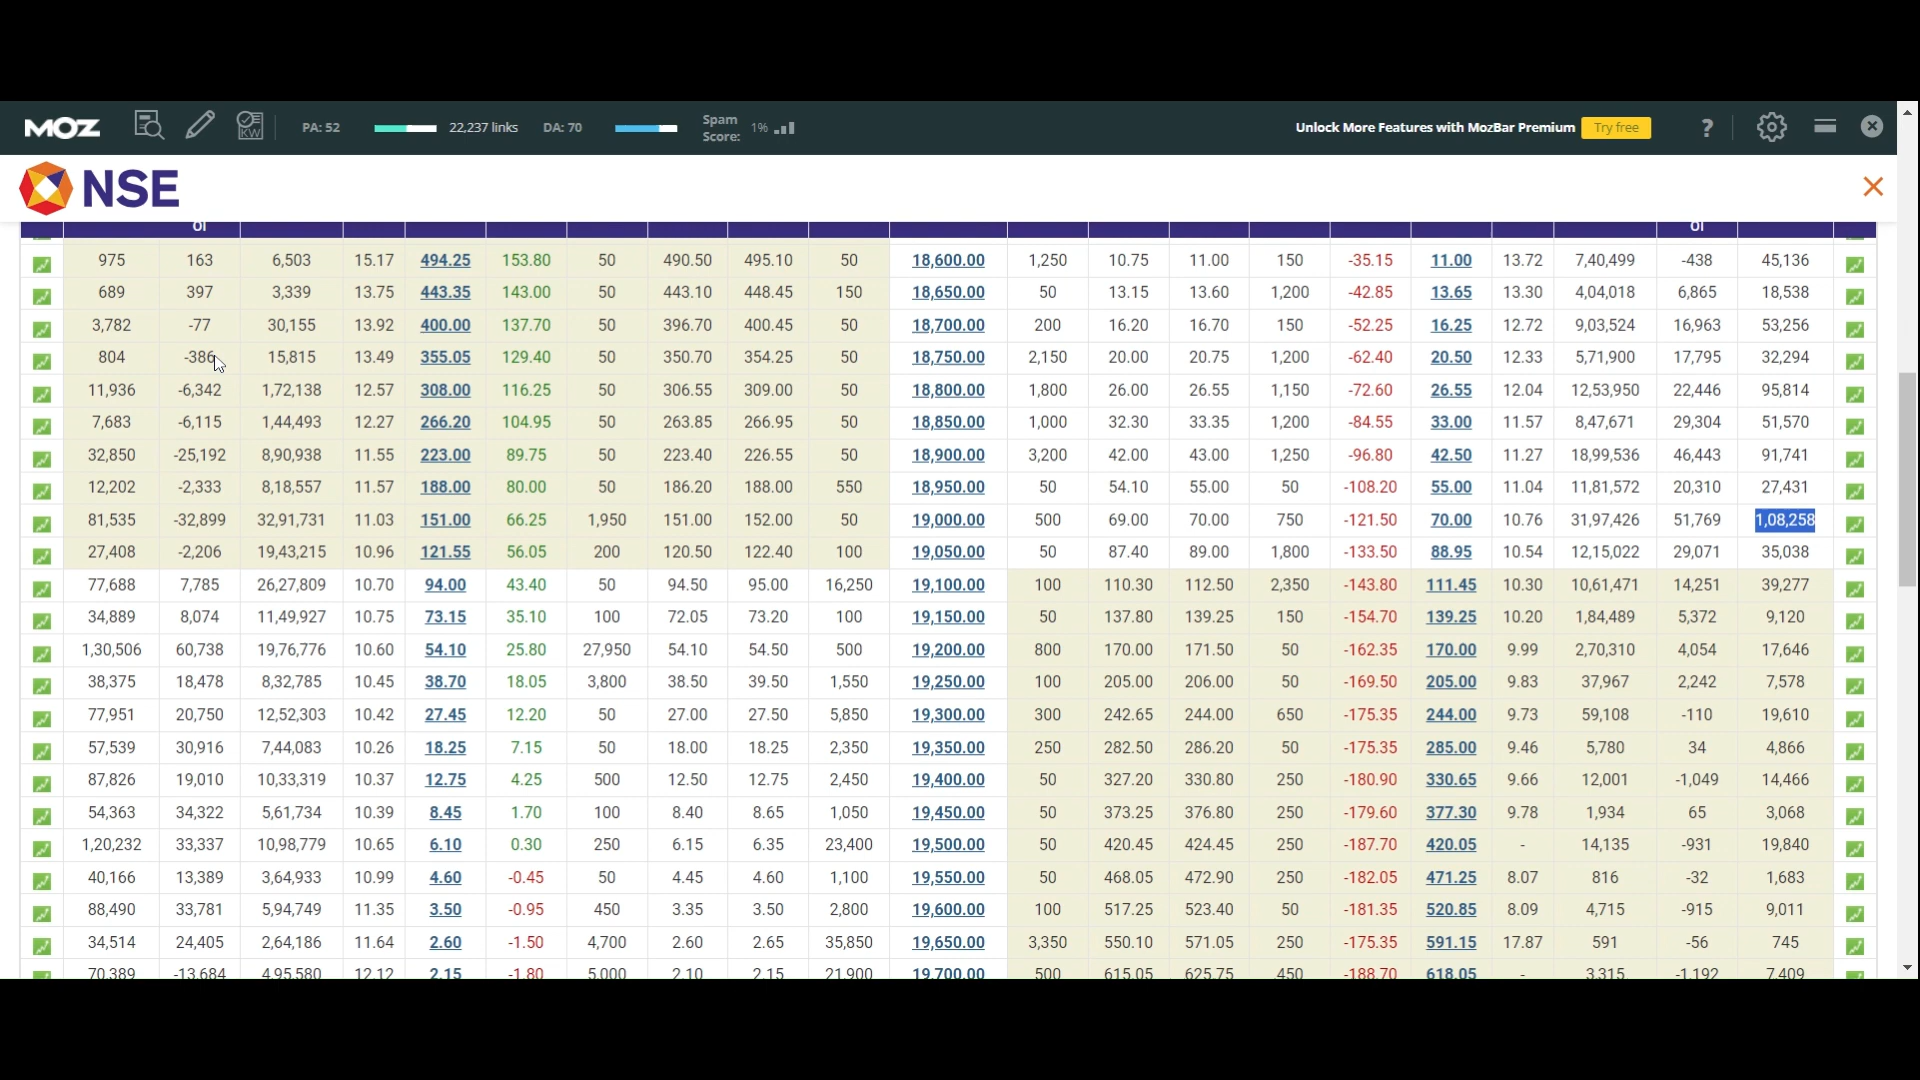 MOZ PA: 52 22,237 links DA: 70 Spam Score: 1% Unlock More Features with MozBar Premium Try free ?
NSE
OI OI
975 163 6,503 15.17 494.25 153.80 50 490.50 495.10 50 18,600.00 1,250 10.75 11.00 150 -35.15 11.00 13.72 7,40,499 -438 45,136
689 397 3,339 13.75 443.35 143.00 50 443.10 448.45 150 18,650.00 50 13.15 13.60 1,200 -42.85 13.65 13.30 4,04,018 6,865 18,538
3,782 -77 30,155 13.92 400.00 137.70 50 396.70 400.45 50 18,700.00 200 16.20 16.70 150 -52.25 16.25 12.72 9,03,524 16,963 53,256
804 -386 15,815 13.49 355.05 129.40 50 350.70 354.25 50 18,750.00 2,150 20.00 20.75 1,200 -62.40 20.50 12.33 5,71,900 17,795 32,294
11,936 -6,342 1,72,138 12.57 308.00 116.25 50 306.55 309.00 50 18,800.00 1,800 26.00 26.55 1,150 -72.60 26.55 12.04 12,53,950 22,446 95,814
7,683 -6,115 1,44,493 12.27 266.20 104.95 50 263.85 266.95 50 18,850.00 1,000 32.30 33.35 1,200 -84.55 33.00 11.57 8,47,671 29,304 51,570
32,850 -25,192 8,90,938 11.55 223.00 89.75 50 223.40 226.55 50 18,900.00 3,200 42.00 43.00 1,250 -96.80 42.50 11.27 18,99,536 46,443 91,741
12,202 -2,333 8,18,557 11.57 188.00 80.00 50 186.20 188.00 550 18,950.00 50 54.10 55.00 50 -108.20 55.00 11.04 11,81,572 20,310 27,431
81,535 -32,899 32,91,731 11.03 151.00 66.25 1,950 151.00 152.00 50 19,000.00 500 69.00 70.00 750 -121.50 70.00 10.76 31,97,426 51,769 1,08,258
27,408 -2,206 19,43,215 10.96 121.55 56.05 200 120.50 122.40 100 19,050.00 50 87.40 89.00 1,800 -133.50 88.95 10.54 12,15,022 29,071 35,038
77,688 7,785 26,27,809 10.70 94.00 43.40 50 94.50 95.00 16,250 19,100.00 100 110.30 112.50 2,350 -143.80 111.45 10.30 10,61,471 14,251 39,277
34,889 8,074 11,49,927 10.75 73.15 35.10 100 72.05 73.20 100 19,150.00 50 137.80 139.25 150 -154.70 139.25 10.20 1,84,489 5,372 9,120
1,30,506 60,738 19,76,776 10.60 54.10 25.80 27,950 54.10 54.50 500 19,200.00 800 170.00 171.50 50 -162.35 170.00 9.99 2,70,310 4,054 17,646
38,375 18,478 8,32,785 10.45 38.70 18.05 3,800 38.50 39.50 1,550 19,250.00 100 205.00 206.00 50 -169.50 205.00 9.83 37,967 2,242 7,578
77,951 20,750 12,52,303 10.42 27.45 12.20 50 27.00 27.50 5,850 19,300.00 300 242.65 244.00 650 -175.35 244.00 9.73 59,108 -110 19,610
57,539 30,916 7,44,083 10.26 18.25 7.15 50 18.00 18.25 2,350 19,350.00 250 282.50 286.20 50 -175.35 285.00 9.46 5,780 34 4,866
87,826 19,010 10,33,319 10.37 12.75 4.25 500 12.50 12.75 2,450 19,400.00 50 327.20 330.80 250 -180.90 330.65 9.66 12,001 -1,049 14,466
54,363 34,322 5,61,734 10.39 8.45 1.70 100 8.40 8.65 1,050 19,450.00 50 373.25 376.80 250 -179.60 377.30 9.78 1,934 65 3,068
1,20,232 33,337 10,98,779 10.65 6.10 0.30 250 6.15 6.35 23,400 19,500.00 50 420.45 424.45 250 -187.70 420.05 - 14,135 -931 19,840
40,166 13,389 3,64,933 10.99 4.60 -0.45 50 4.45 4.60 1,100 19,550.00 50 468.05 472.90 250 -182.05 471.25 8.07 816 -32 1,683
88,490 33,781 5,94,749 11.35 3.50 -0.95 450 3.35 3.50 2,800 19,600.00 100 517.25 523.40 50 -181.35 520.85 8.09 4,715 -915 9,011
34,514 24,405 2,64,186 11.64 2.60 -1.50 4,700 2.60 2.65 35,850 19,650.00 3,350 550.10 571.05 250 -175.35 591.15 17.87 591 -56 745
70,389 -13,684 4,95,580 12.12 2.15 -1.80 5,000 2.10 2.15 21,900 19,700.00 500 615.05 625.75 450 -188.70 618.05 - 3,315 -1,192 7,409